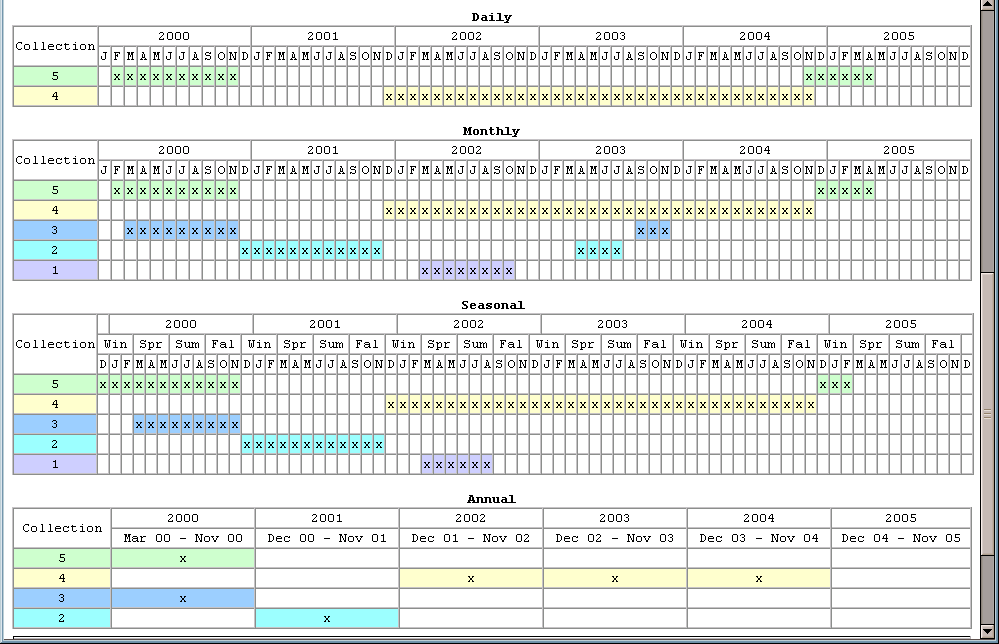 Daily
Collection 2000 2001 2002 2003 2004 2005
J F M A M J J A S O N D J F M A M J J A S O N D J F M A M J J A S O N D J F M A M J J A S O N D J F M A M J J A S O N D J F M A M J J A S O N D
5 x x x x x x x x x x x x x x x x
4 x x x x x x x x x x x x x x x x x x x x x x x x x x x x x x x x x x x x
Monthly
Collection 2000 2001 2002 2003 2004 2005
J F M A M J J A S O N D J F M A M J J A S O N D J F M A M J J A S O N D J F M A M J J A S O N D J F M A M J J A S O N D J F M A M J J A S O N D
5 x x x x x x x x x x x x x x x
4 x x x x x x x x x x x x x x x x x x x x x x x x x x x x x x x x x x x x
3 x x x x x x x x x x x x
2 x x x x x x x x x x x x x x x x
1 x x x x x x x x
Seasonal
Collection 2000 2001 2002 2003 2004 2005
Win Spr Sum Fal Win Spr Sum Fal Win Spr Sum Fal Win Spr Sum Fal Win Spr Sum Fal Win Spr Sum Fal
D J F M A M J J A S O N D J F M A M J J A S O N D J F M A M J J A S O N D J F M A M J J A S O N D J F M A M J J A S O N D J F M A M J J A S O N D
5 x x x x x x x x x x x x x x x
4 x x x x x x x x x x x x x x x x x x x x x x x x x x x x x x x x x x x x
3 x x x x x x x x x
2 x x x x x x x x x x x x
1 x x x x x x
Annual
Collection 2000 2001 2002 2003 2004 2005
Mar 00 - Nov 00 Dec 00 - Nov 01 Dec 01 - Nov 02 Dec 02 - Nov 03 Dec 03 - Nov 04 Dec 04 - Nov 05
5 x
4 x x x
3 x
2 x